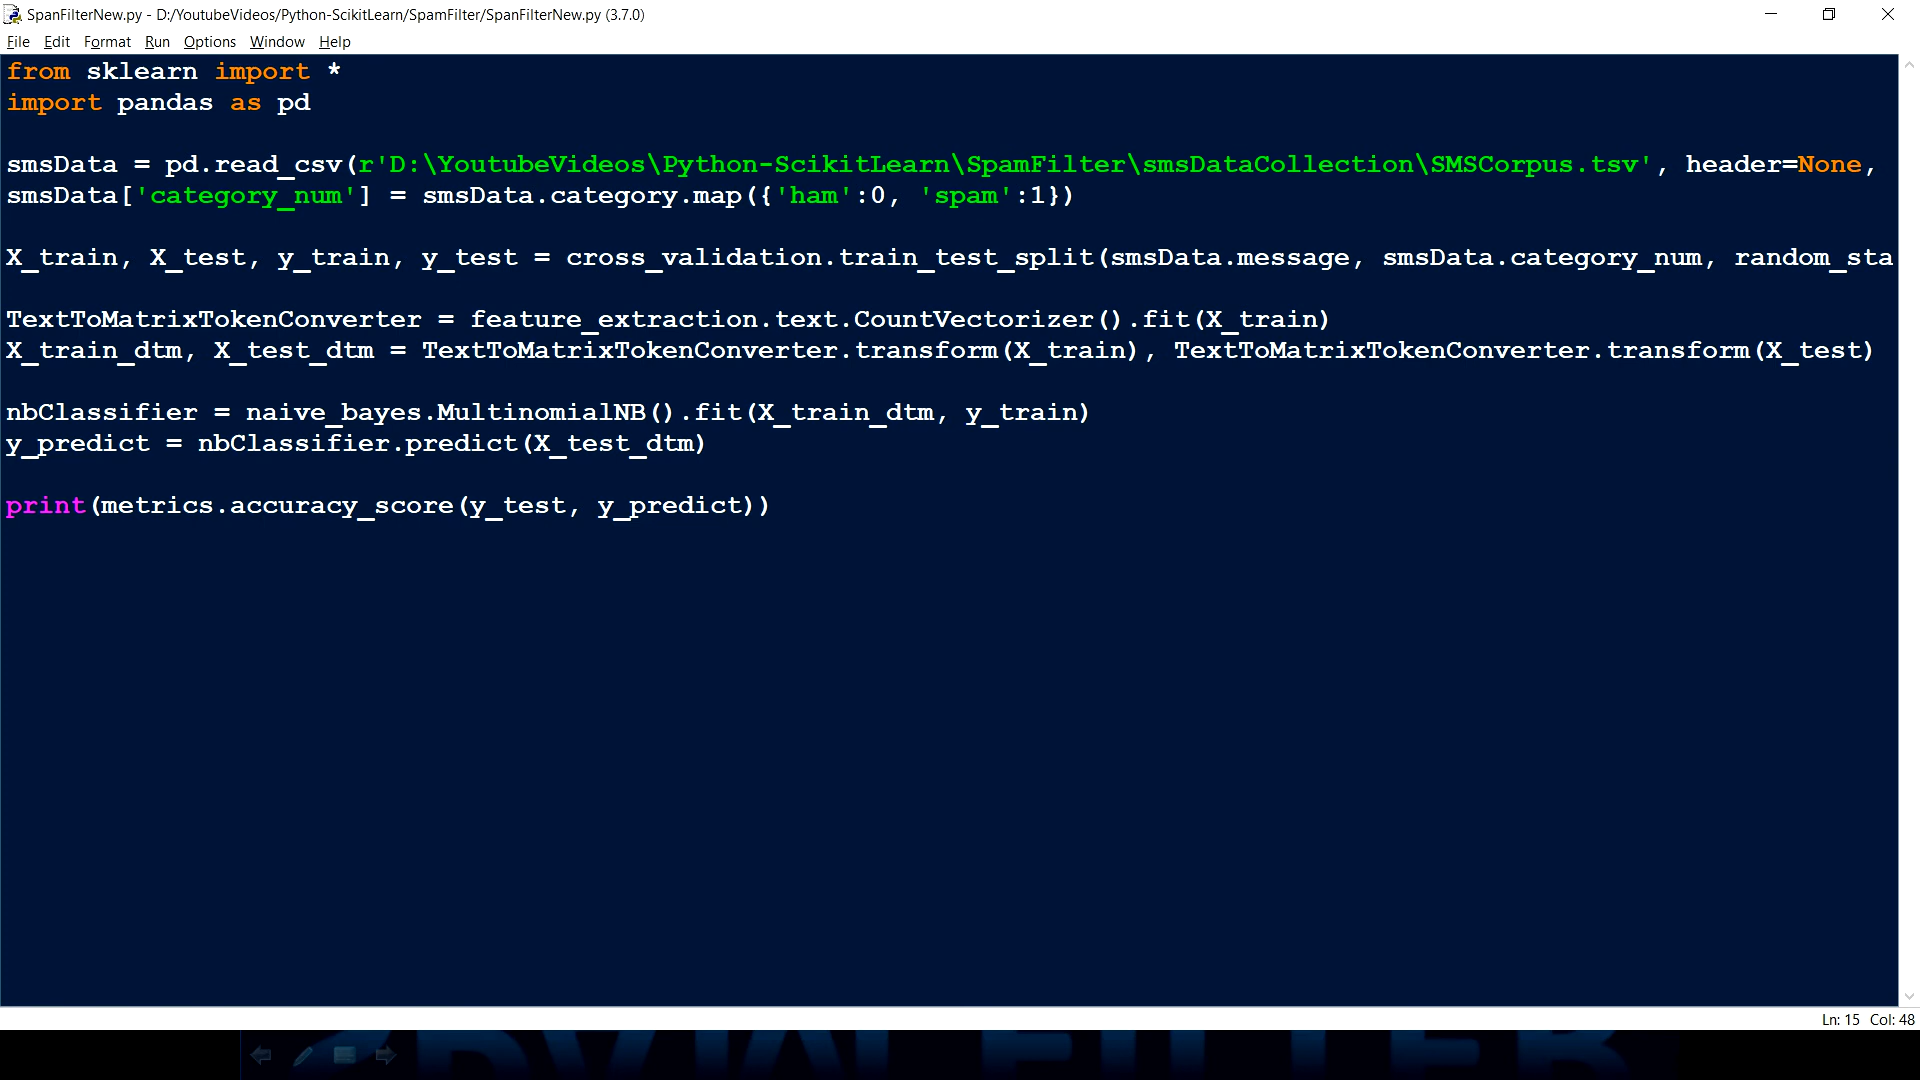 SpanFilterNew.py - D:/YoutubeVideos/Python-ScikitLearn/SpamFilter/SpanFilterNew.py (3.7.0)
File Edit Format Run Options Window Help
from sklearn import *
import pandas as pd
smsData = pd.read_csv(r'D:\YoutubeVideos\Python-ScikitLearn\SpamFilter\smsDataCollection\SMSCorpus.tsv', header=None,
smsData['category_num'] = smsData.category.map({'ham':0, 'spam':1})
X_train, X_test, y_train, y_test = cross_validation.train_test_split(smsData.message, smsData.category_num, random_sta
TextToMatrixTokenConverter = feature_extraction.text.CountVectorizer().fit(X_train)
X_train_dtm, X_test_dtm = TextToMatrixTokenConverter.transform(X_train), TextToMatrixTokenConverter.transform(X_test)
nbClassifier = naive_bayes.MultinomialNB().fit(X_train_dtm, y_train)
y_predict = nbClassifier.predict(X_test_dtm)
print(metrics.accuracy_score(y_test, y_predict))
Ln: 15 Col: 48